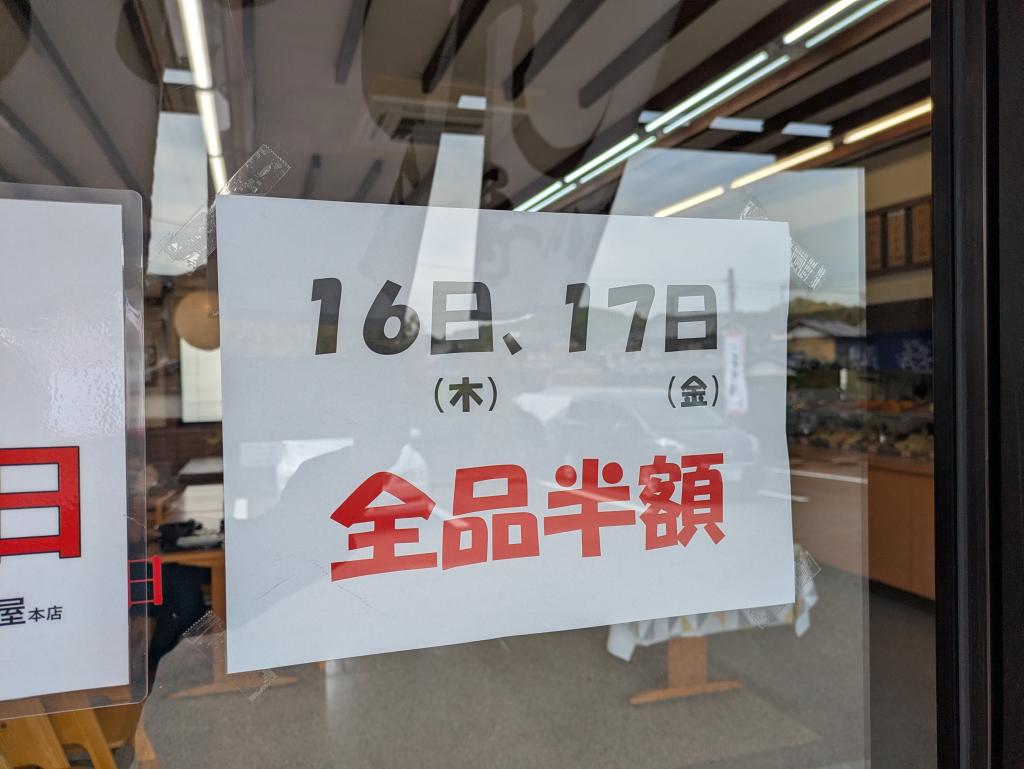 16日、17日
(木) (金)
全品半額
日
屋本店